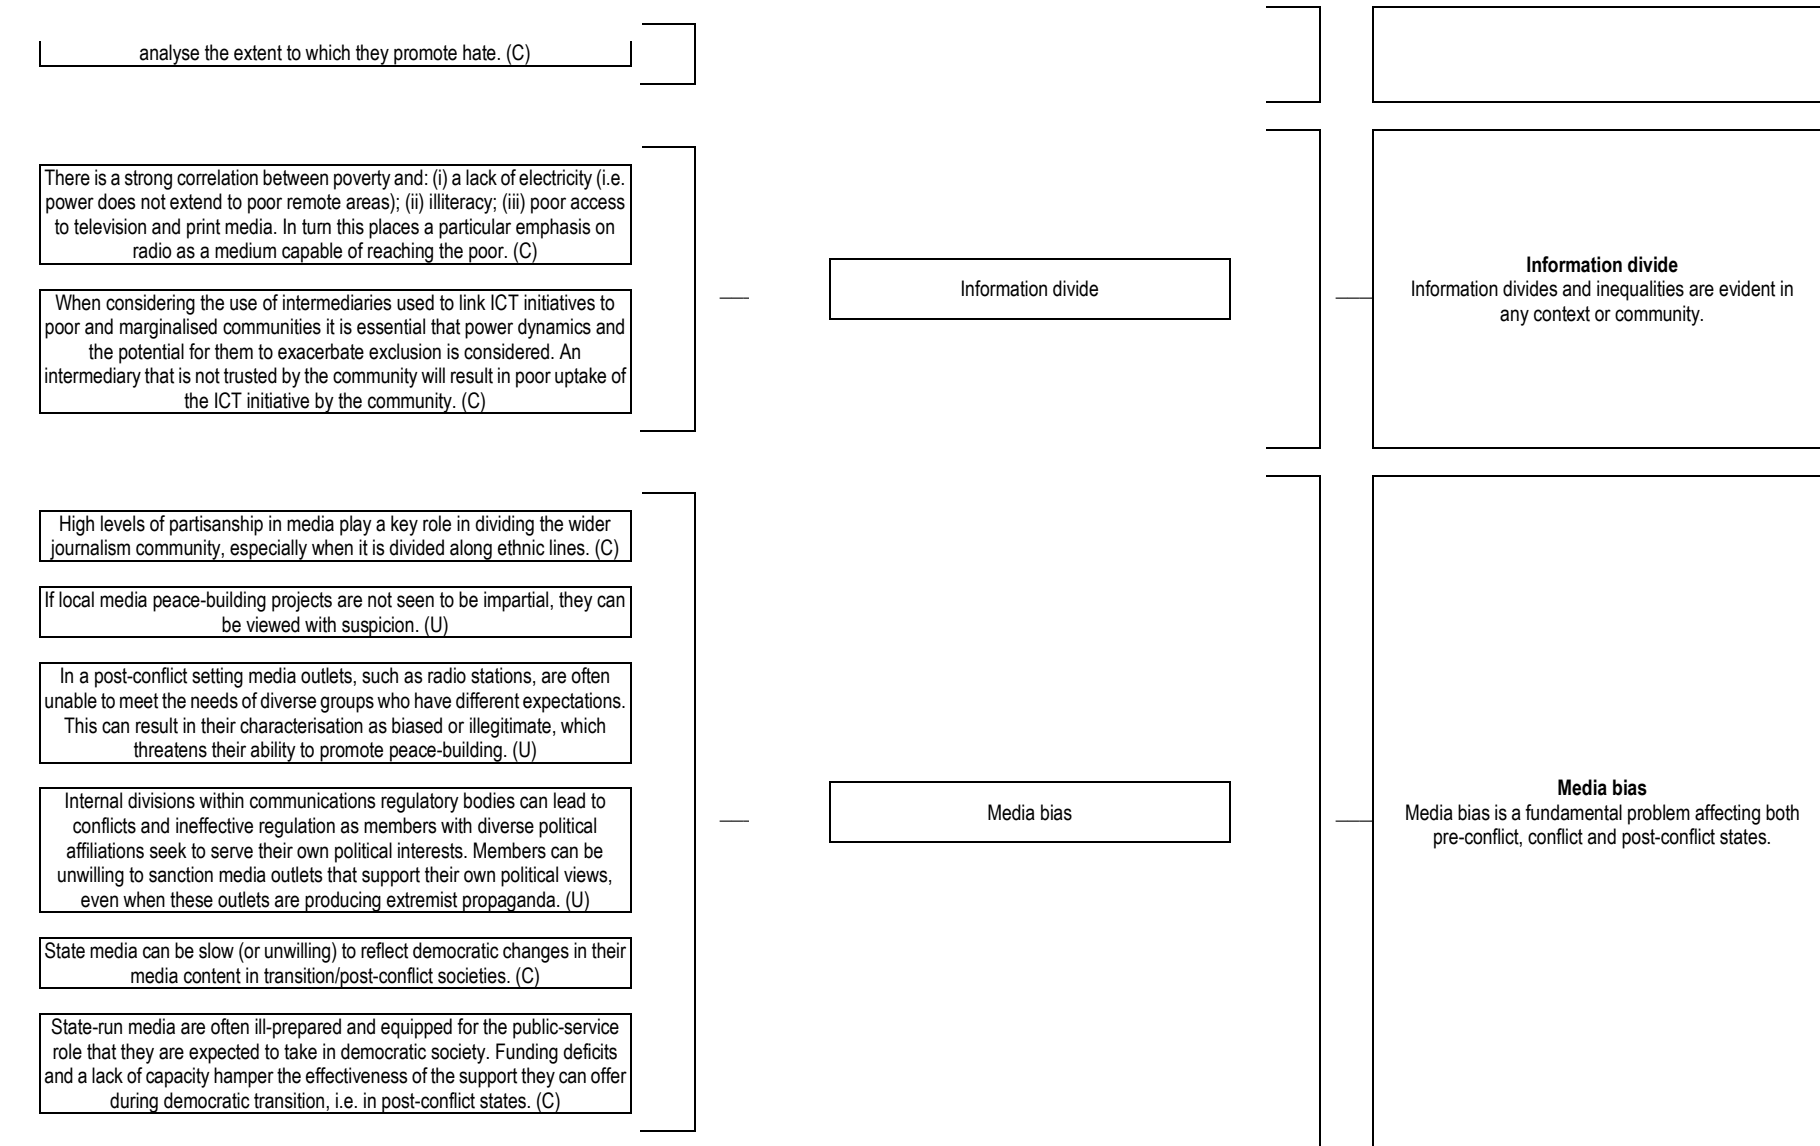 analyse the extent to which they promote hate. (C)
There is a strong correlation between poverty and: (i) a lack of electricity (i.e.
power does not extend to poor remote areas); (ii) illiteracy; (iii) poor access
to television and print media. In turn this places a particular emphasis on
radio as a medium capable of reaching the poor. (C)
When considering the use of intermediaries used to link ICT initiatives to
poor and marginalised communities it is essential that power dynamics and
the potential for them to exacerbate exclusion is considered. An
intermediary that is not trusted by the community will result in poor uptake of
the ICT initiative by the community. (C)
Information divide
Information divide
Information divides and inequalities are evident in
any context or community.
High levels of partisanship in media play a key role in dividing the wider
journalism community, especially when it is divided along ethnic lines. (C)
If local media peace-building projects are not seen to be impartial, they can
be viewed with suspicion. (U)
In a post-conflict setting media outlets, such as radio stations, are often
unable to meet the needs of diverse groups who have different expectations.
This can result in their characterisation as biased or illegitimate, which
threatens their ability to promote peace-building. (U)
Internal divisions within communications regulatory bodies can lead to
conflicts and ineffective regulation as members with diverse political
affiliations seek to serve their own political interests. Members can be
unwilling to sanction media outlets that support their own political views,
even when these outlets are producing extremist propaganda. (U)
State media can be slow (or unwilling) to reflect democratic changes in their
media content in transition/post-conflict societies. (C)
State-run media are often ill-prepared and equipped for the public-service
role that they are expected to take in democratic society. Funding deficits
and a lack of capacity hamper the effectiveness of the support they can offer
during democratic transition, i.e. in post-conflict states. (C)
Media bias
Media bias
Media bias is a fundamental problem affecting both
pre-conflict, conflict and post-conflict states.